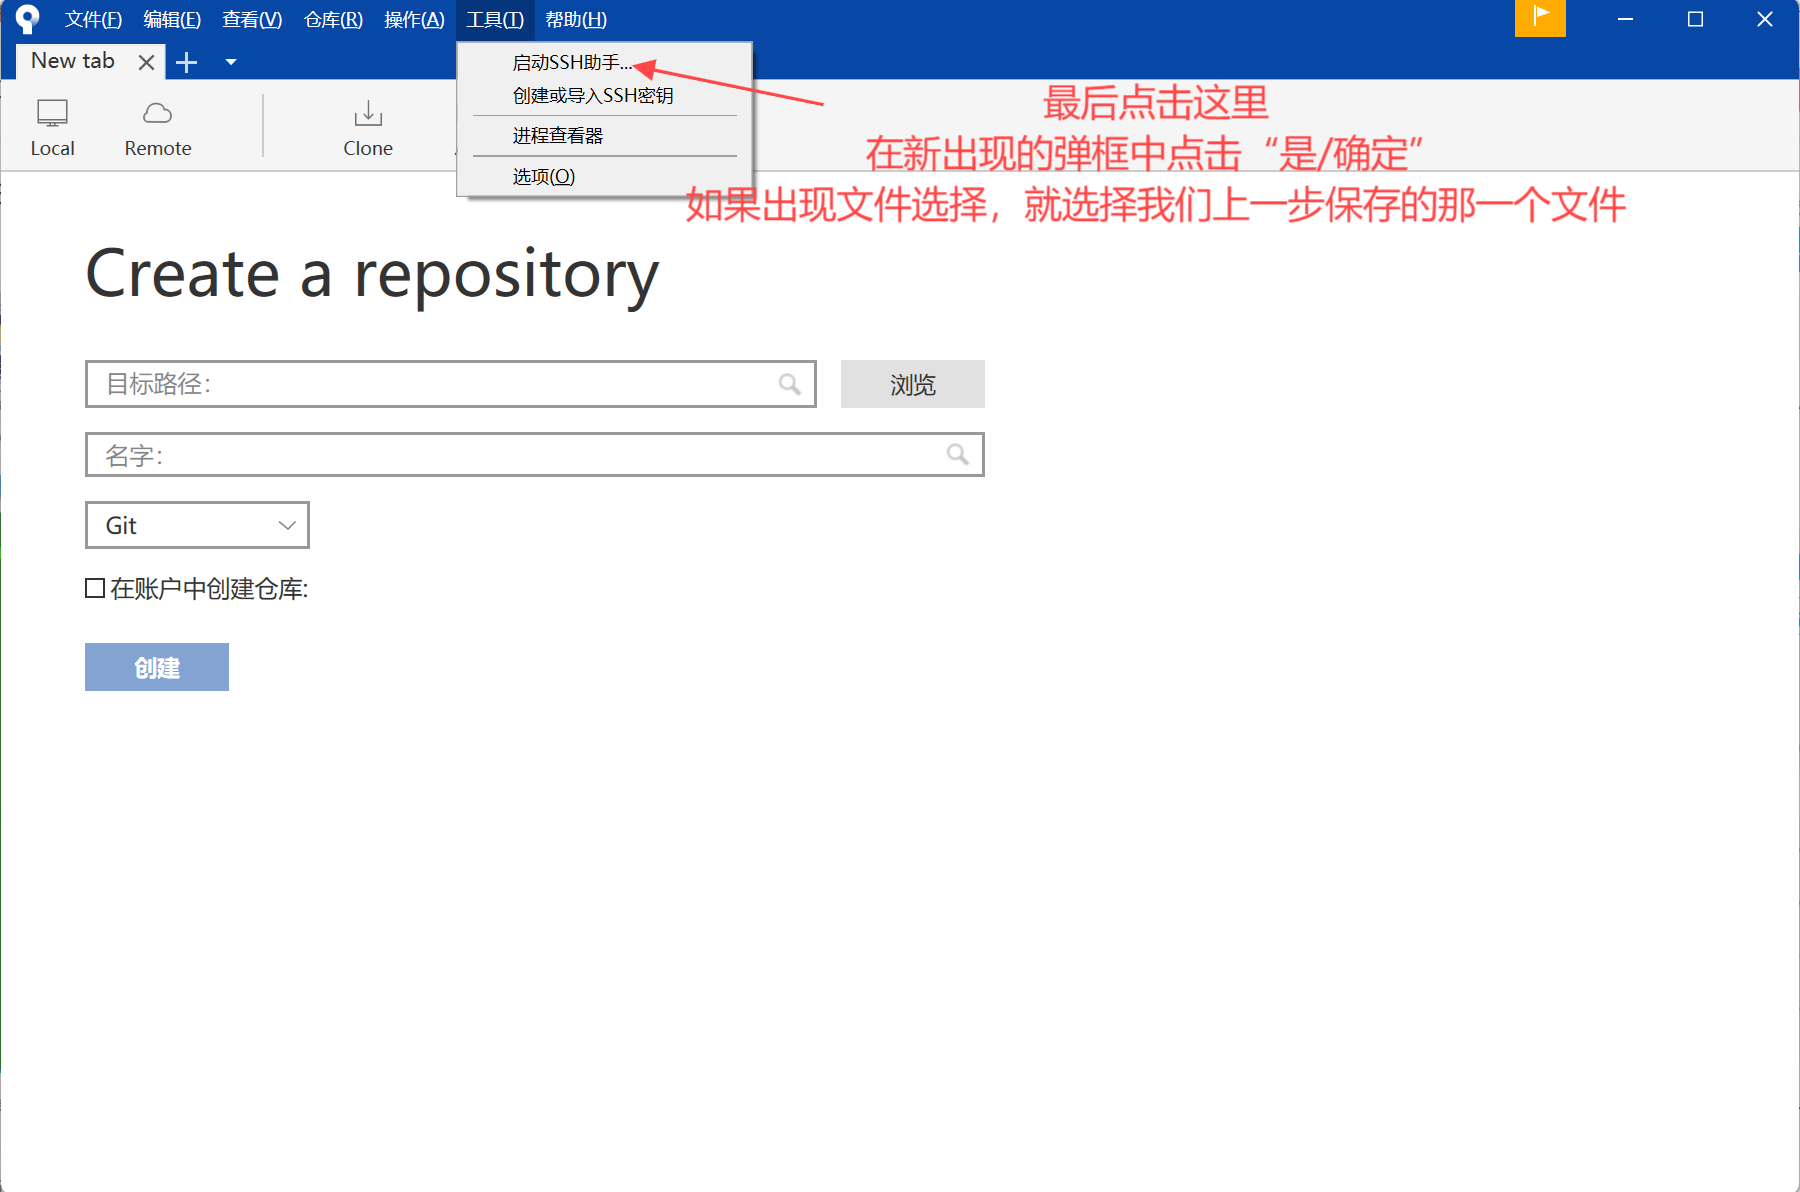 文件(F) 编辑(E) 查看(V) 仓库(R) 操作(A) 工具(T) 帮助(H)
New tab
启动SSH助手...
创建或导入SSH密钥
进程查看器
选项(O)
Local Remote Clone
最后点击这里
在新出现的弹框中点击“是/确定”
如果出现文件选择，就选择我们上一步保存的那一个文件
Create a repository
目标路径:
浏览
名字:
Git
在账户中创建仓库:
创建